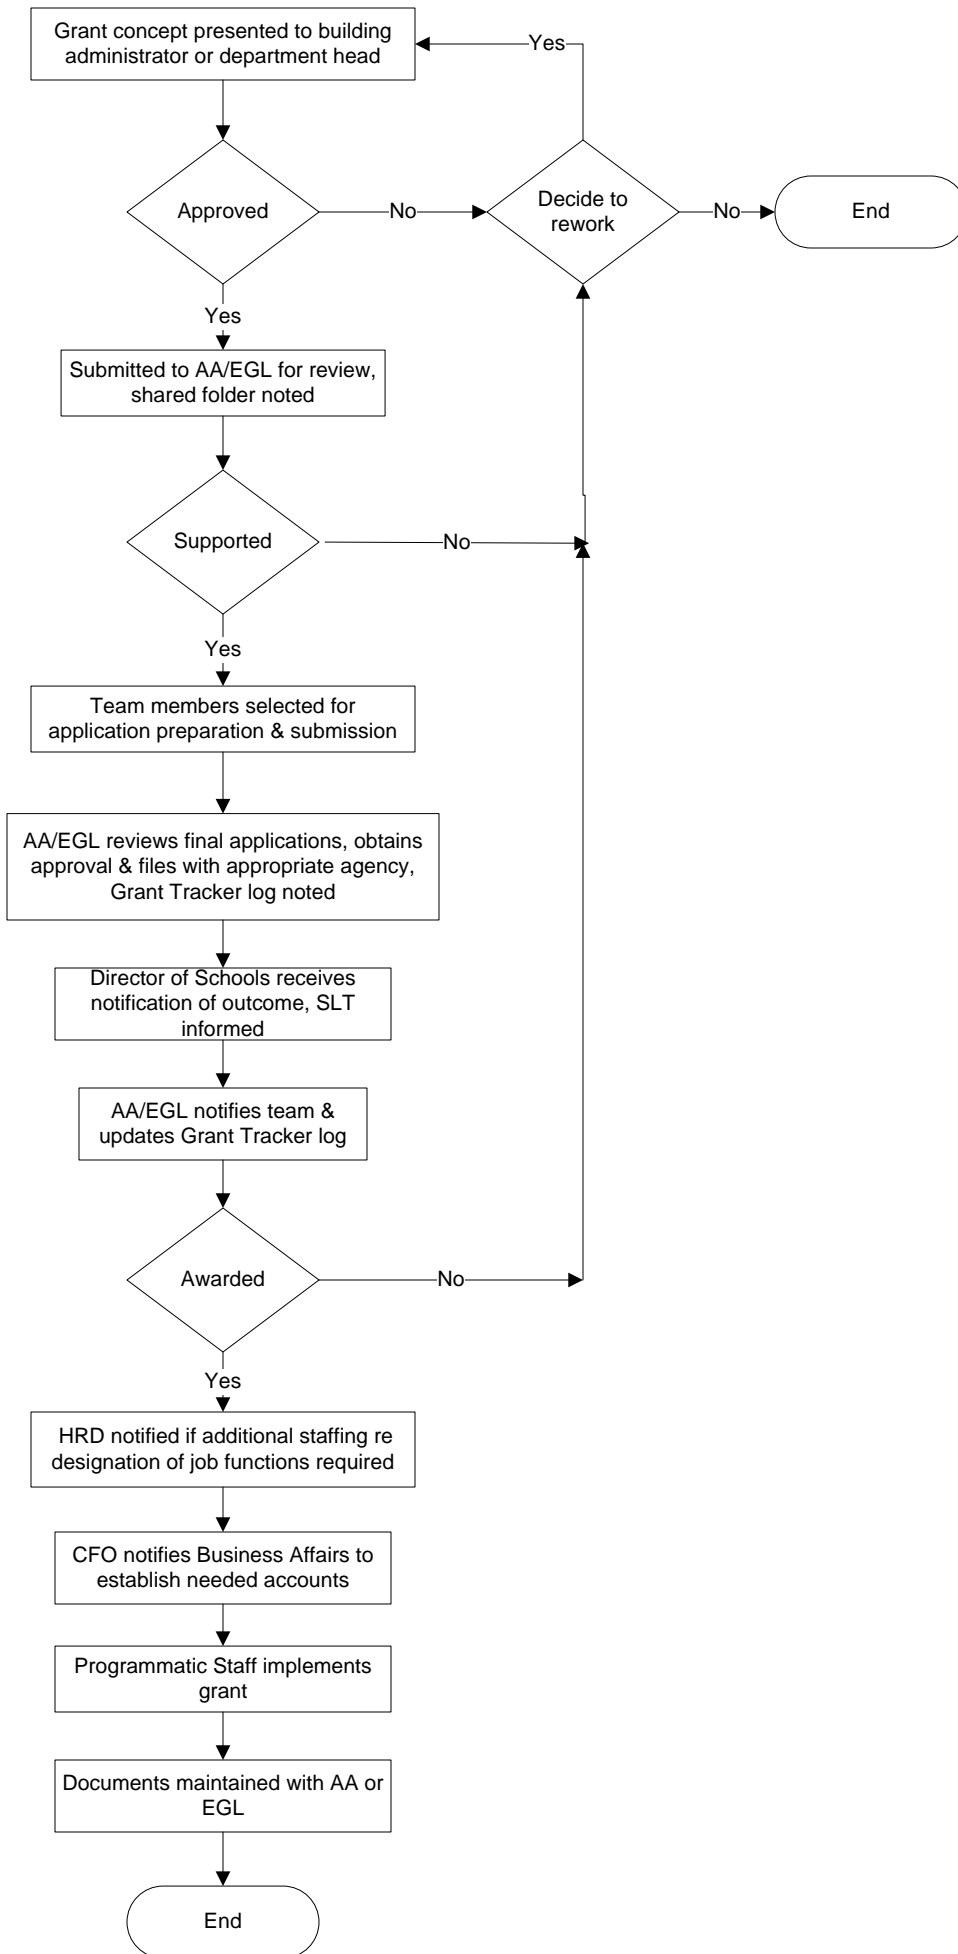 Grant concept presented to building
administrator or department head
Yes
Approved
No
Decide to
rework
No
End
Yes
Submitted to AA/EGL for review,
shared folder noted
Supported
No
Yes
Team members selected for
application preparation & submission
AA/EGL reviews final applications, obtains
approval & files with appropriate agency,
Grant Tracker log noted
Director of Schools receives
notification of outcome, SLT
informed
AA/EGL notifies team &
updates Grant Tracker log
Awarded
No
Yes
HRD notified if additional staffing re
designation of job functions required
CFO notifies Business Affairs to
establish needed accounts
Programmatic Staff implements
grant
Documents maintained with AA or
EGL
End